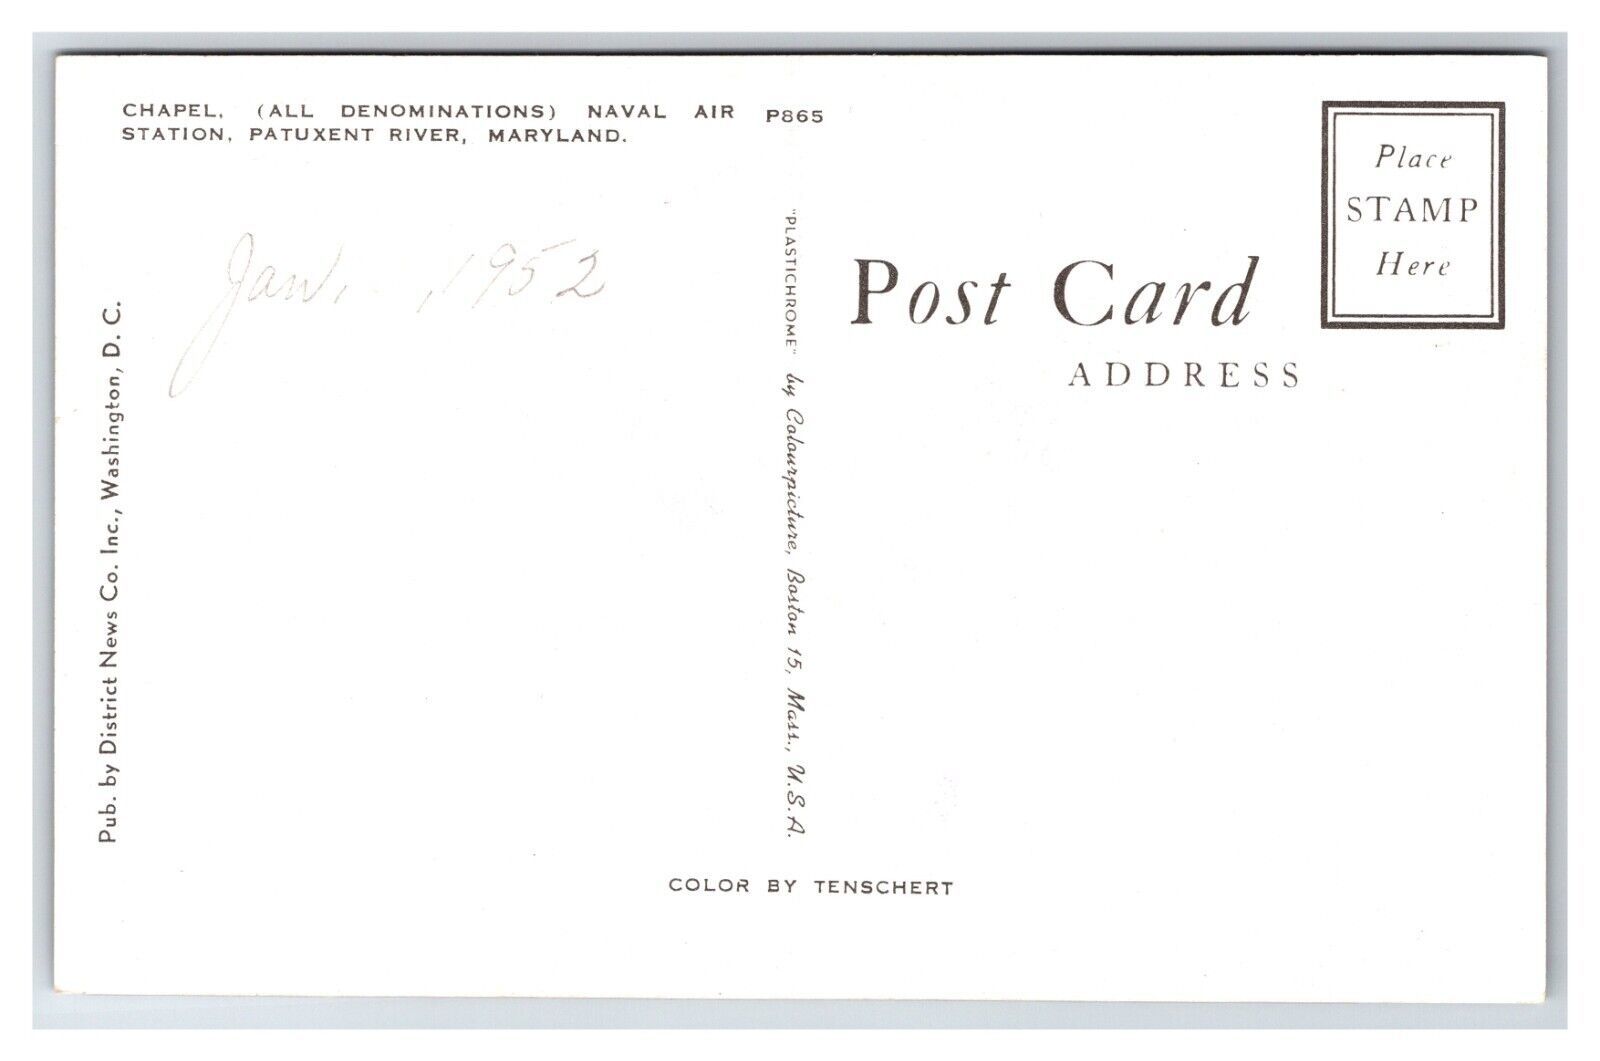 CHAPEL, (ALL DENOMINATIONS) NAVAL AIR
STATION, PATUXENT RIVER, MARYLAND.
P865
Jan, , 1952
Pub. by District News Co. Inc., Washington, D. C.
"PLASTICHROME" by Colourpicture, Boston 15, Mass., U.S.A.
Post Card
ADDRESS
Place
STAMP
Here
COLOR BY TENSCHERT